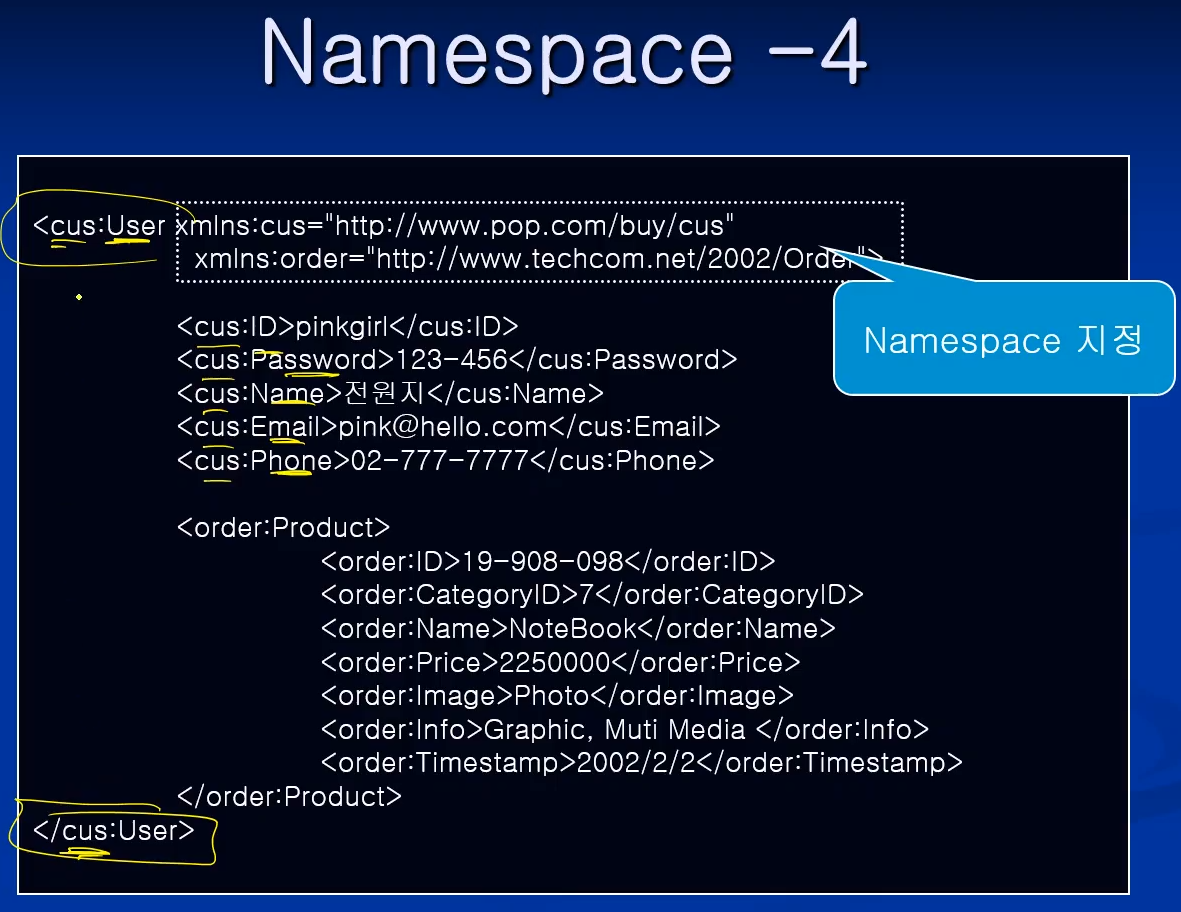 Namespace -4
<cus:User xmlns:cus="http://www.pop.com/buy/cus"
xmlns:order="http://www.techcom.net/2002/Order">
Namespace 지정
<cus:ID>pinkgirl</cus:ID>
<cus:Password>123-456</cus:Password>
<cus:Name>전원지</cus:Name>
<cus:Email>pink@hello.com</cus:Email>
<cus:Phone>02-777-7777</cus:Phone>
<order:Product>
<order:ID>19-908-098</order:ID>
<order:CategoryID>7</order:CategoryID>
<order:Name>NoteBook</order:Name>
<order:Price>2250000</order:Price>
<order:Image>Photo</order:Image>
<order:Info>Graphic, Muti Media </order:Info>
<order:Timestamp>2002/2/2</order:Timestamp>
</order:Product>
</cus:User>